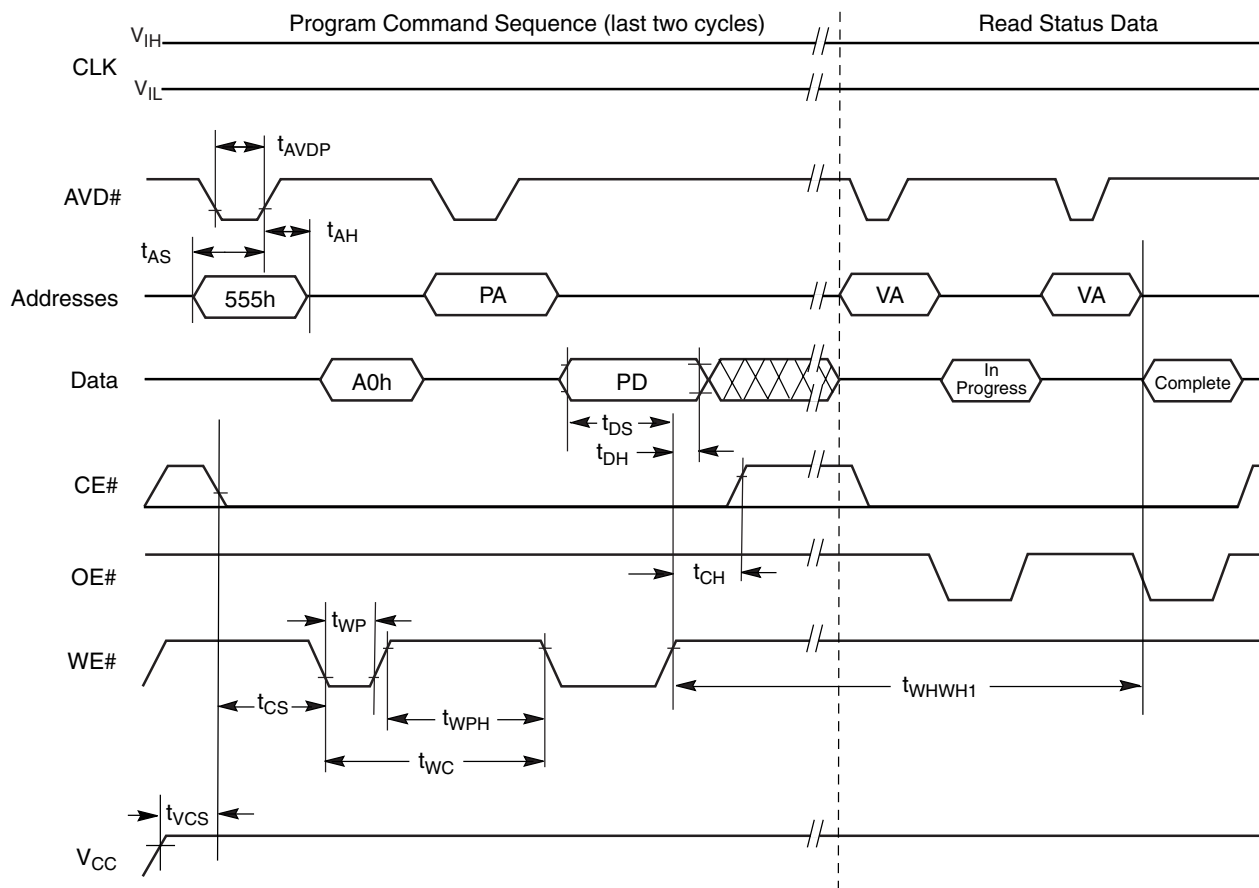 Program Command Sequence (last two cycles) Read Status Data
VIH
CLK
VIL
tAVDP
AVD#
tAH
tAS
Addresses 555h PA VA VA
Data A0h PD In Progress Complete
tDS
tDH
CE#
OE#
tCH
tWP
WE#
tWHWH1
tCS
tWPH
tWC
tVCS
VCC